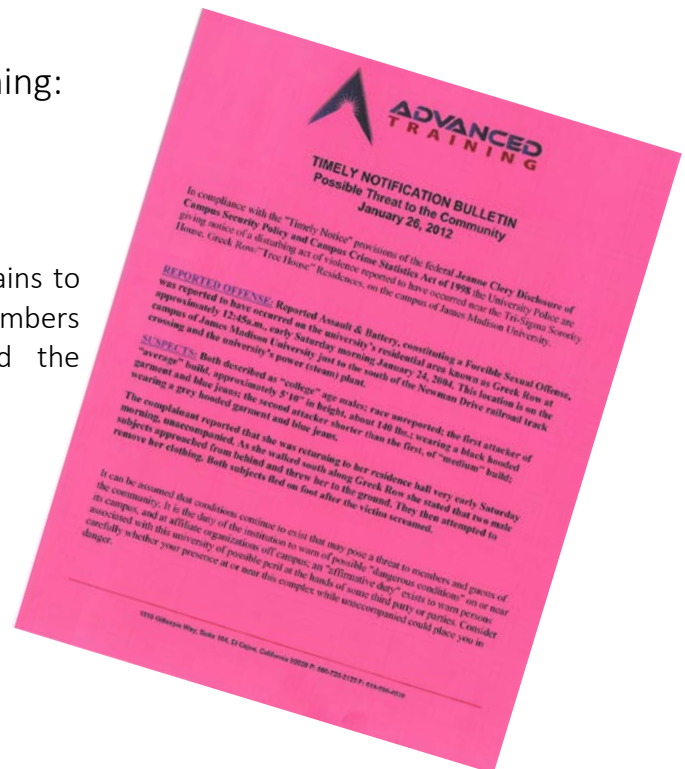 ning:
ains to
mbers
d the
ADVANCED
TRAINING
TIMELY NOTIFICATION BULLETIN
Possible Threat to the Community
January 26, 2012
In compliance with the "Timely Notice" provisions of the federal Jeanne Clery Disclosure of
Campus Security Policy and Campus Crime Statistics Act of 1998 the University Police are
giving notice of a disturbing act of violence reported to have occurred near the Tri-Sigma Sorority
House, Greek Row/"Tree House" Residences, on the campus of James Madison University.
REPORTED OFFENSE: Reported Assault & Battery, constituting a Forcible Sexual Offense,
was reported to have occurred on the university's residential area known as Greek Row at
approximately 12:45a.m., early Saturday morning January 24, 2004. This location is on the
campus of James Madison University just to the south of the Newman Drive railroad track
crossing and the university's power (steam) plant.
SUSPECTS: Both described as "college" age males; race unreported; the first attacker of
"average" build, approximately 5'10" in height, about 140 lbs.; wearing a black hooded
garment and blue jeans; the second attacker shorter than the first, of "medium" build;
wearing a grey hooded garment and blue jeans.
The complainant reported that she was returning to her residence hall very early Saturday
morning, unaccompanied. As she walked south along Greek Row she stated that two male
subjects approached from behind and threw her to the ground. They then attempted to
remove her clothing. Both subjects fled on foot after the victim screamed.
It can be assumed that conditions continue to exist that may pose a threat to members and guests of
the community. It is the duty of the institution to warn of possible "dangerous conditions" on or near
its campus, and at affiliate organizations off campus; an "affirmative duty" exists to warn persons
associated with this university of possible peril at the hands of some third party or parties. Consider
carefully whether your presence at or near this complex while unaccompanied could place you in
danger.
Gillespie Way, Suite 104, El Cajon, California 92020 P: